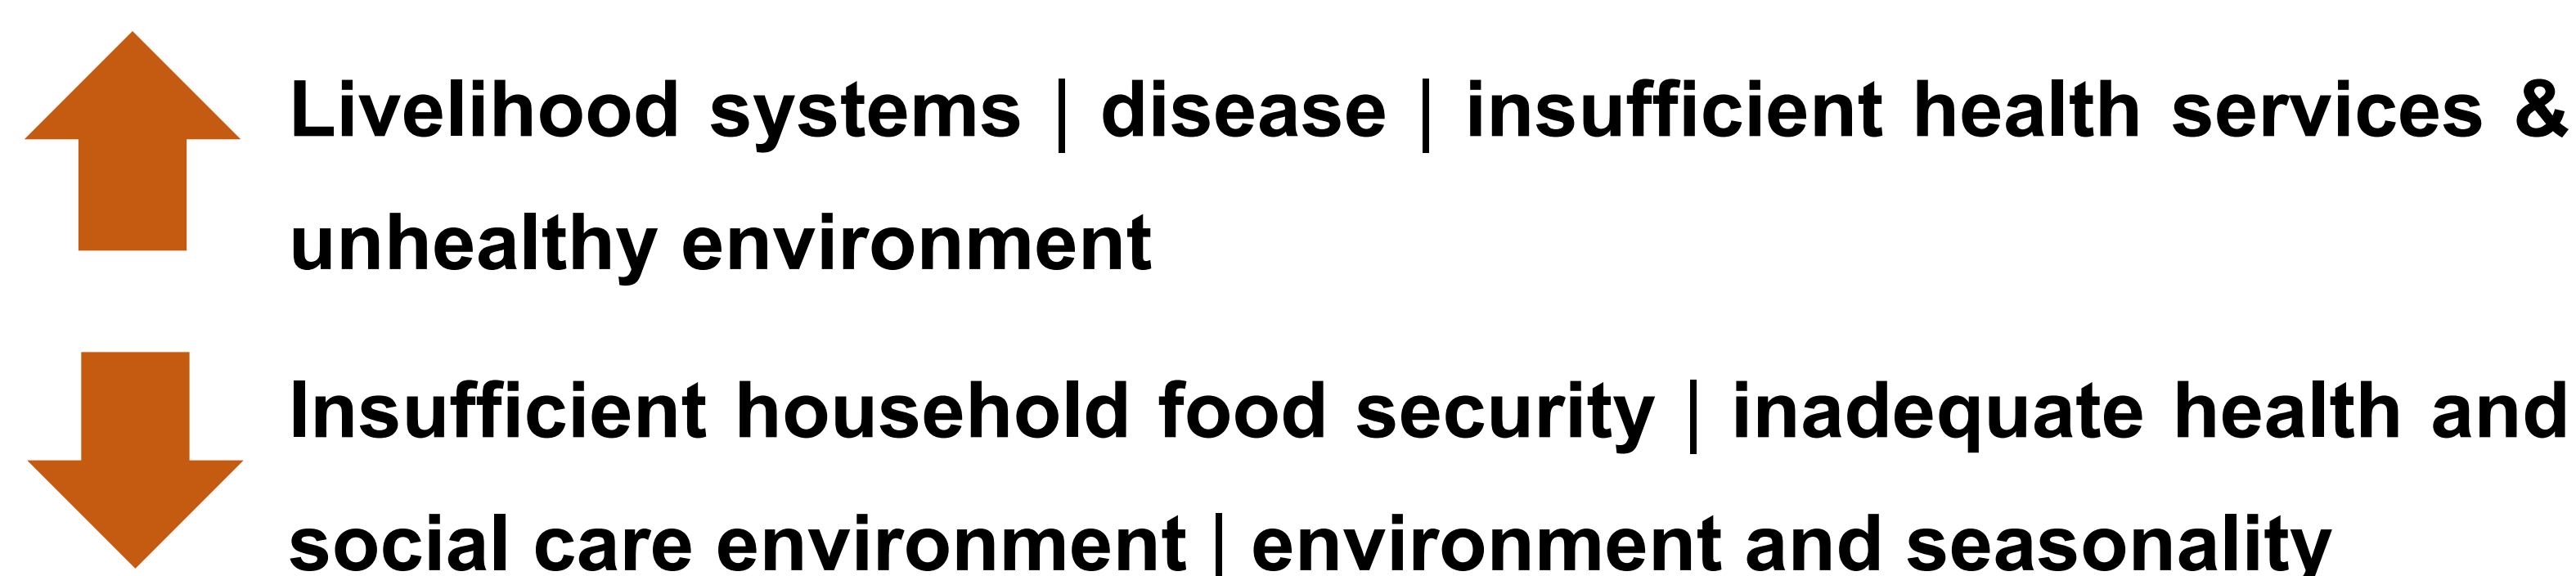 Livelihood systems | disease | insufficient health services &
unhealthy environment
Insufficient household food security | inadequate health and
social care environment | environment and seasonality